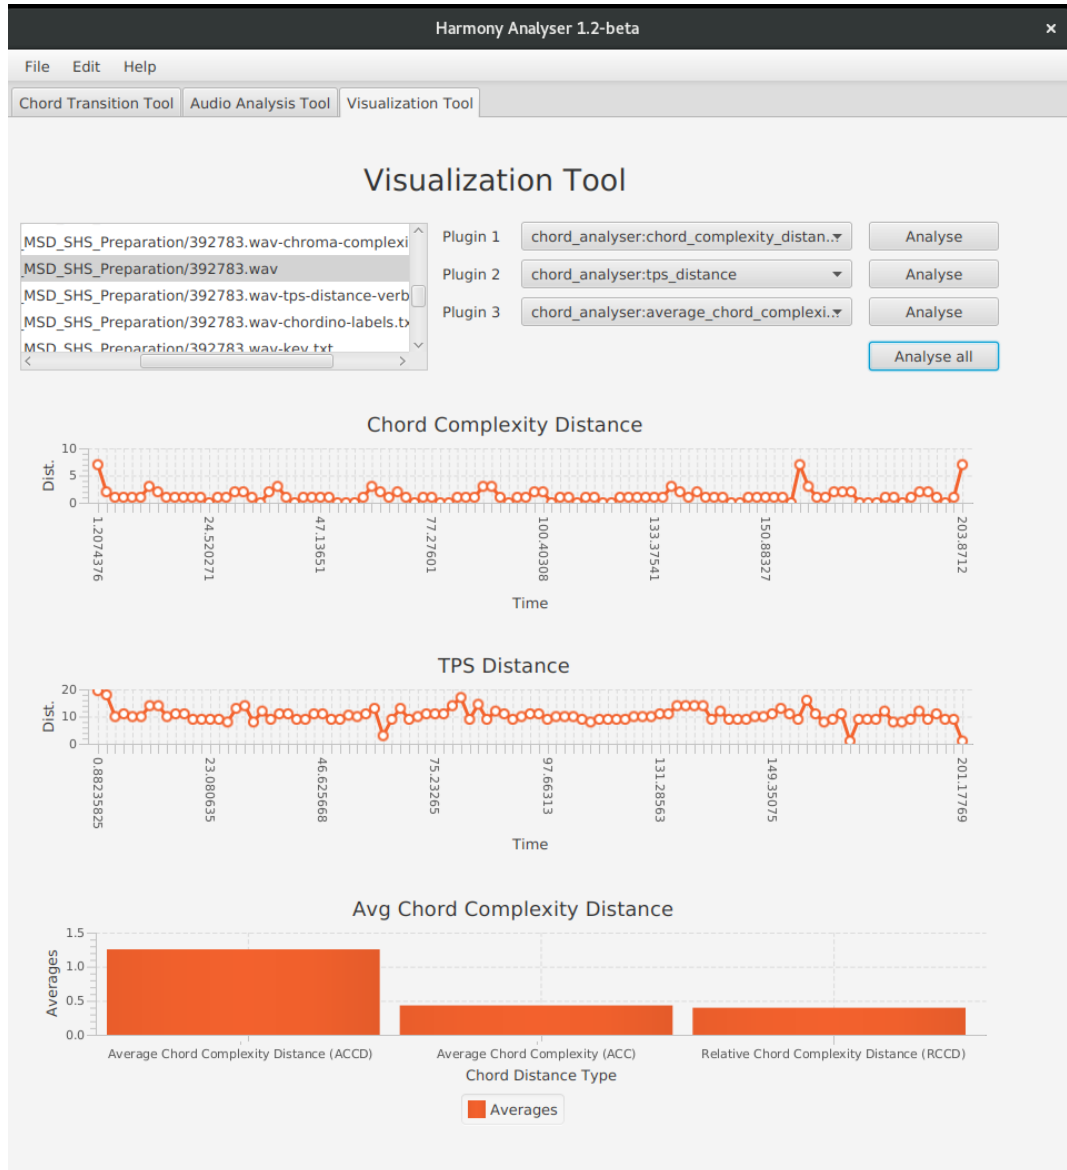 Harmony Analyser 1.2-beta
×
File Edit Help
Chord Transition Tool Audio Analysis Tool Visualization Tool
Visualization Tool
_MSD_SHS_Preparation/392783.wav-chroma-complexi
_MSD_SHS_Preparation/392783.wav
_MSD_SHS_Preparation/392783.wav-tps-distance-verb
_MSD_SHS_Preparation/392783.wav-chordino-labels.tx
_MSD_SHS_Preparation/392783.wav-key.txt
Plugin 1 chord_analyser:chord_complexity_distan... Analyse
Plugin 2 chord_analyser:tps_distance Analyse
Plugin 3 chord_analyser:average_chord_complexi... Analyse
Analyse all
Chord Complexity Distance
Dist.
10
5
0
1.2074376 24.520271 47.13651 77.27601 100.40308 133.37541 150.88327 203.8712
Time
TPS Distance
Dist.
20
10
0
0.88235825 23.080635 46.625668 75.23265 97.66313 131.28563 149.35075 201.17769
Time
Avg Chord Complexity Distance
Averages
1.5
1.0
0.5
0.0
Average Chord Complexity Distance (ACCD) Average Chord Complexity (ACC) Relative Chord Complexity Distance (RCCD)
Chord Distance Type
Averages